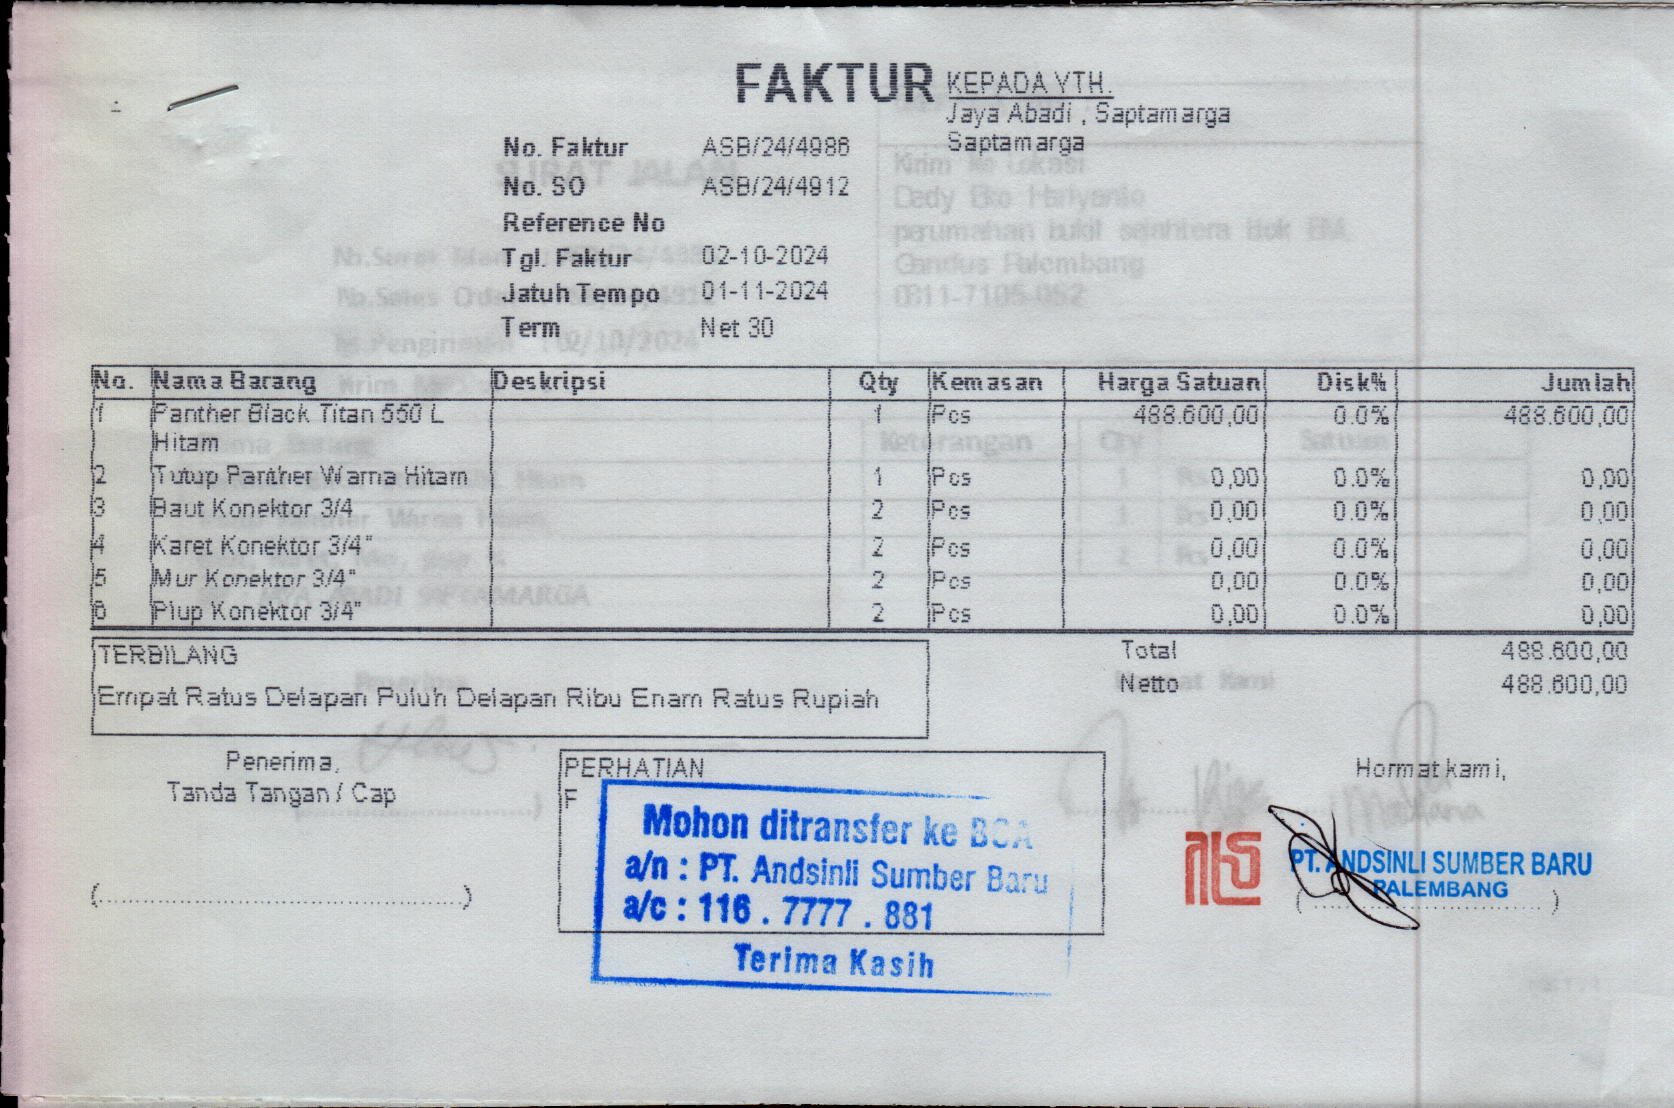 FAKTUR
KEPADA YTH.
Jaya Abadi , Saptamarga
Saptamarga
No. Faktur ASB/24/4986
No. SO ASB/24/4912
Reference No
Tgl. Faktur 02-10-2024
Jatuh Tempo 01-11-2024
Term Net 30
No. Nama Barang Deskripsi Qty Kemasan Harga Satuan Disk% Jumlah
1 Panther Black Titan 550 L 1 Pcs 488.600,00 0.0% 488.600,00
Hitam
2 Tutup Panther Warna Hitam 1 Pcs 0,00 0.0% 0,00
3 Baut Konektor 3/4 2 Pcs 0,00 0.0% 0,00
4 Karet Konektor 3/4" 2 Pcs 0,00 0.0% 0,00
5 Mur Konektor 3/4" 2 Pcs 0,00 0.0% 0,00
6 Plup Konektor 3/4" 2 Pcs 0,00 0.0% 0,00
TERBILANG
Empat Ratus Delapan Puluh Delapan Ribu Enam Ratus Rupiah
Total 488.600,00
Netto 488.600,00
Penerima,
Tanda Tangan / Cap
(........................................................)
PERHATIAN
F
Mohon ditransfer ke BCA
a/n : PT. Andsinli Sumber Baru
a/c : 116 . 7777 . 881
Terima Kasih
Hormat kami,
PT. ANDSINLI SUMBER BARU
PALEMBANG